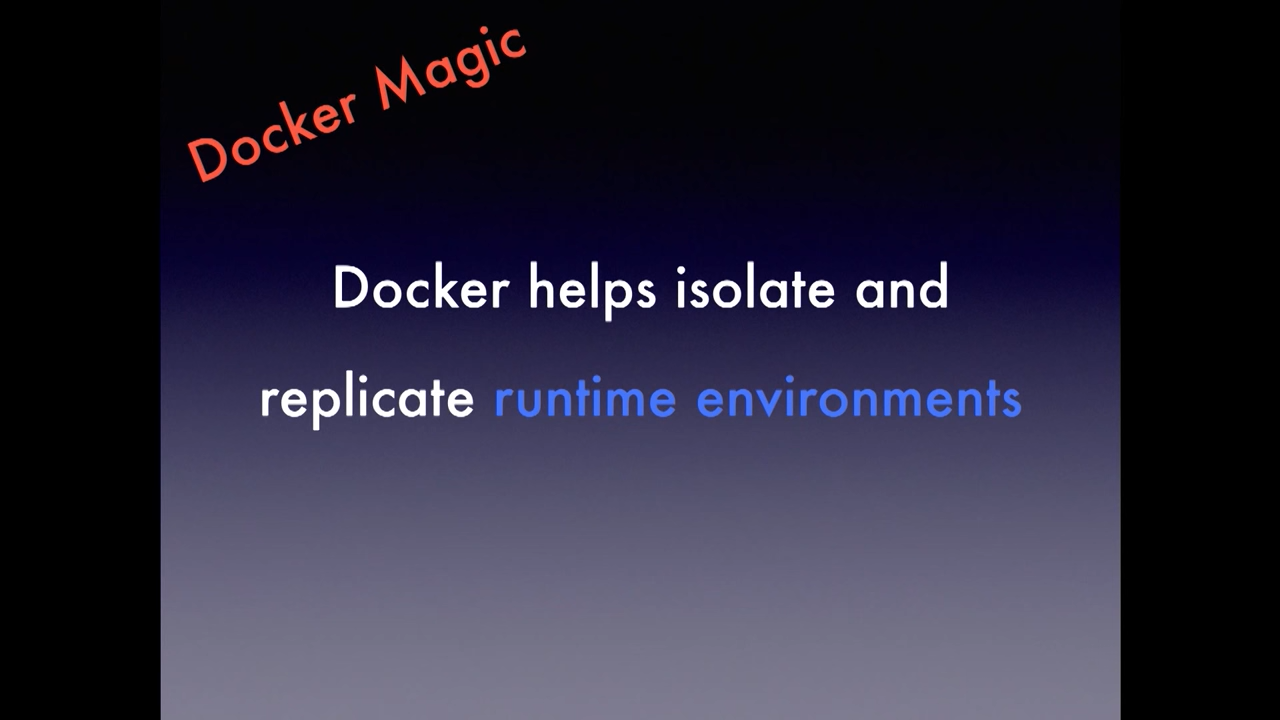 Docker Magic
Docker helps isolate and
replicate runtime environments